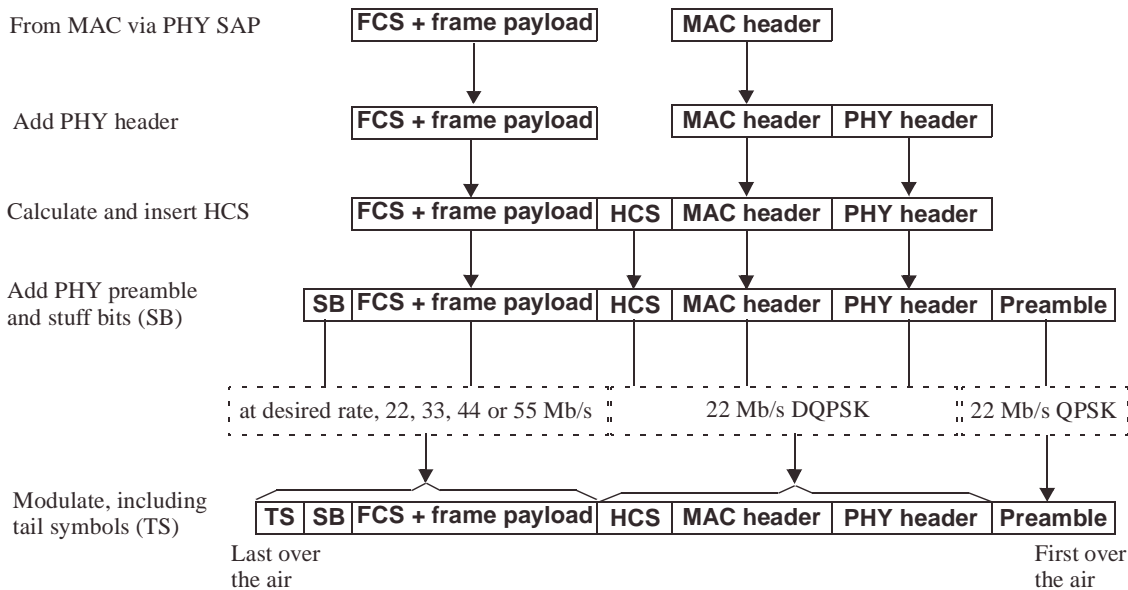 From MAC via PHY SAP
FCS + frame payload
MAC header
Add PHY header
FCS + frame payload
MAC header
PHY header
Calculate and insert HCS
FCS + frame payload
HCS
MAC header
PHY header
Add PHY preamble
and stuff bits (SB)
SB
FCS + frame payload
HCS
MAC header
PHY header
Preamble
at desired rate, 22, 33, 44 or 55 Mb/s
22 Mb/s DQPSK
22 Mb/s QPSK
Modulate, including
tail symbols (TS)
TS
SB
FCS + frame payload
HCS
MAC header
PHY header
Preamble
Last over
the air
First over
the air